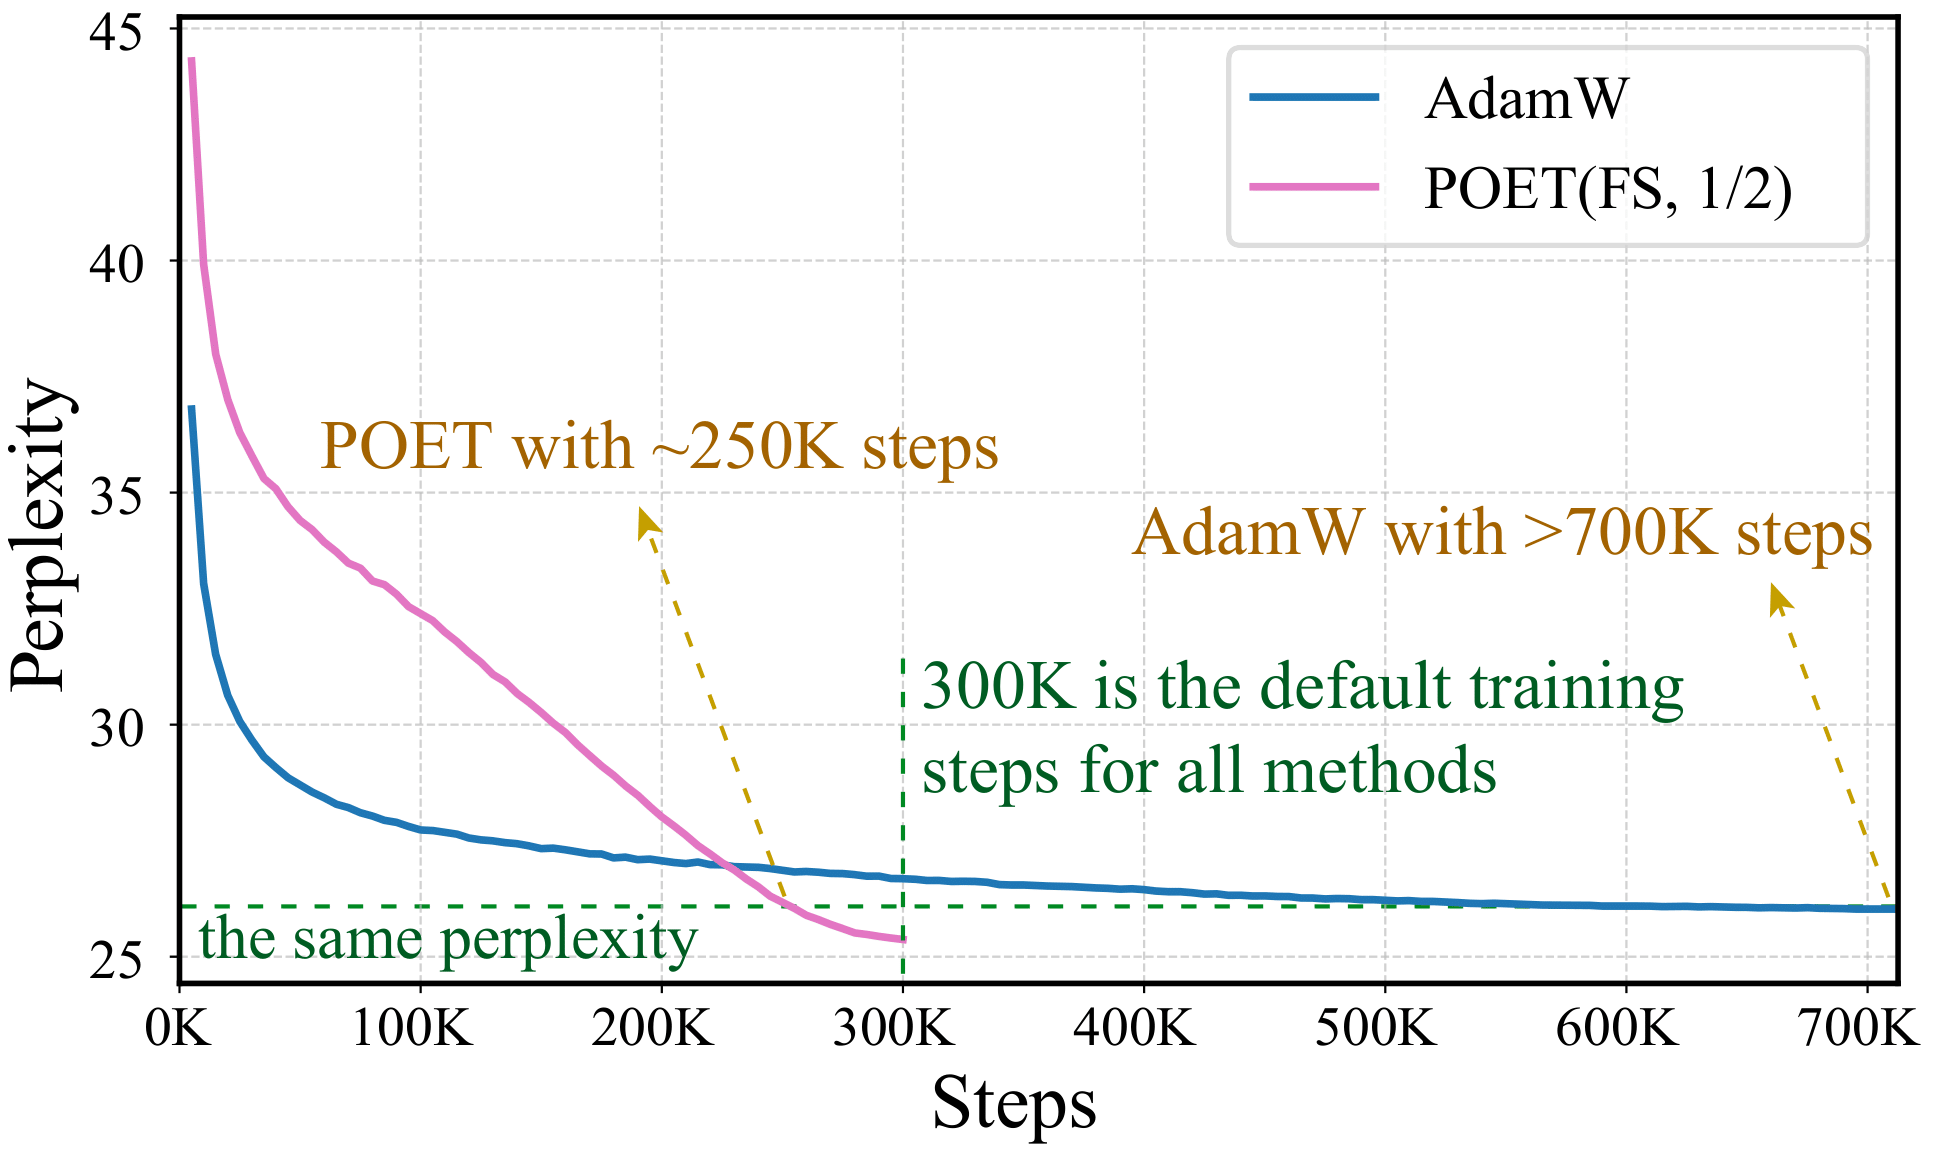 45
40
35
30
25
Perplexity
AdamW
POET(FS, 1/2)
POET with ~250K steps
AdamW with >700K steps
300K is the default training
steps for all methods
the same perplexity
0K 100K 200K 300K 400K 500K 600K 700K
Steps